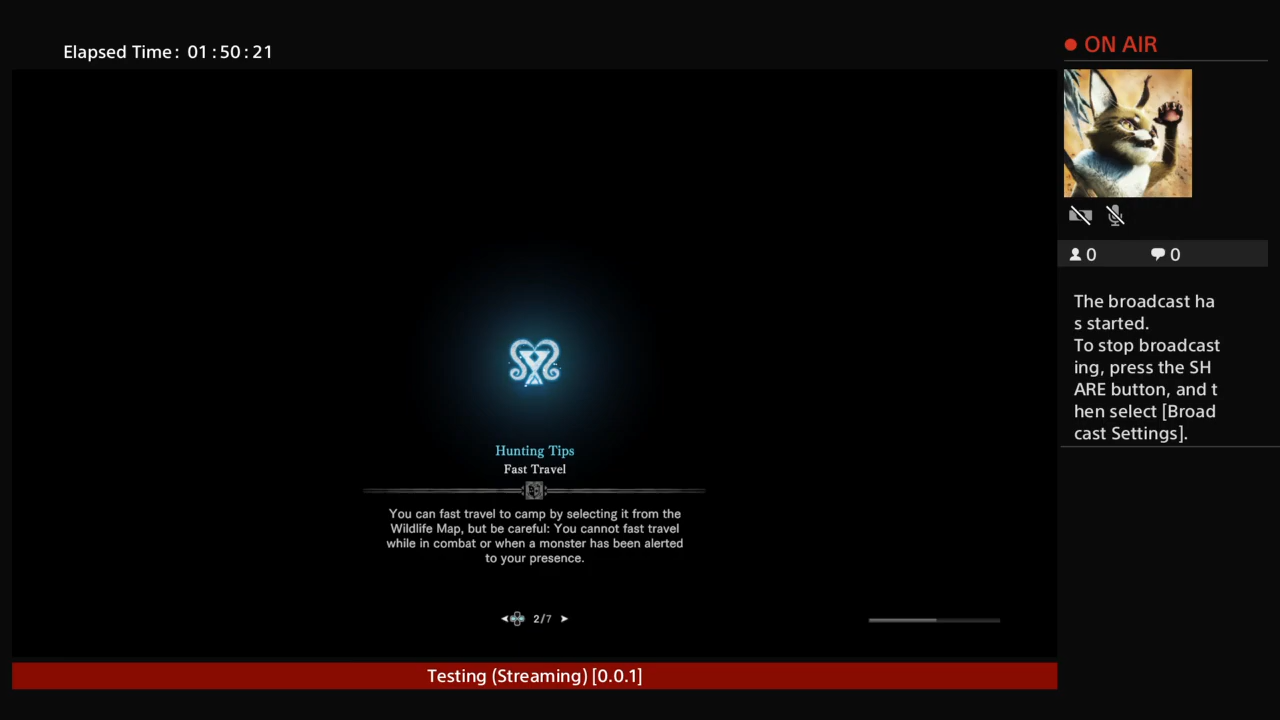 Elapsed Time: 01:50:21
ON AIR
0 0
The broadcast ha
s started.
To stop broadcast
ing, press the SH
ARE button, and t
hen select [Broad
cast Settings].
Hunting Tips
Fast Travel
You can fast travel to camp by selecting it from the
Wildlife Map, but be careful: You cannot fast travel
while in combat or when a monster has been alerted
to your presence.
2/7
Testing (Streaming) [0.0.1]